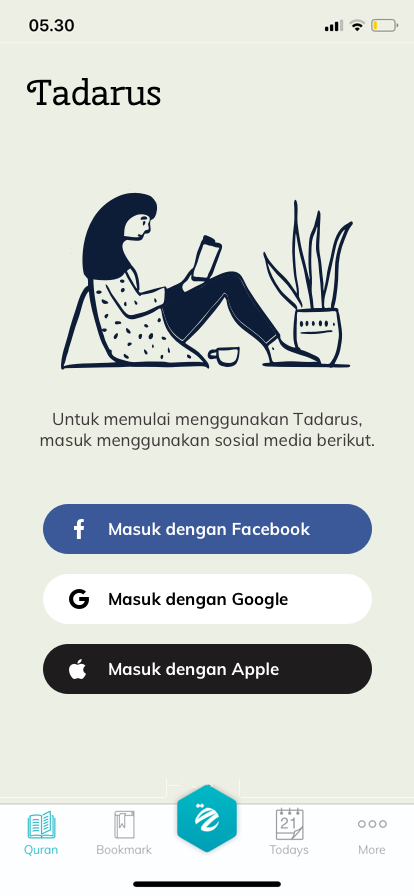 05.30
Tadarus
Untuk memulai menggunakan Tadarus,
masuk menggunakan sosial media berikut.
Masuk dengan Facebook
Masuk dengan Google
Masuk dengan Apple
21
Quran
Bookmark
Todays
More